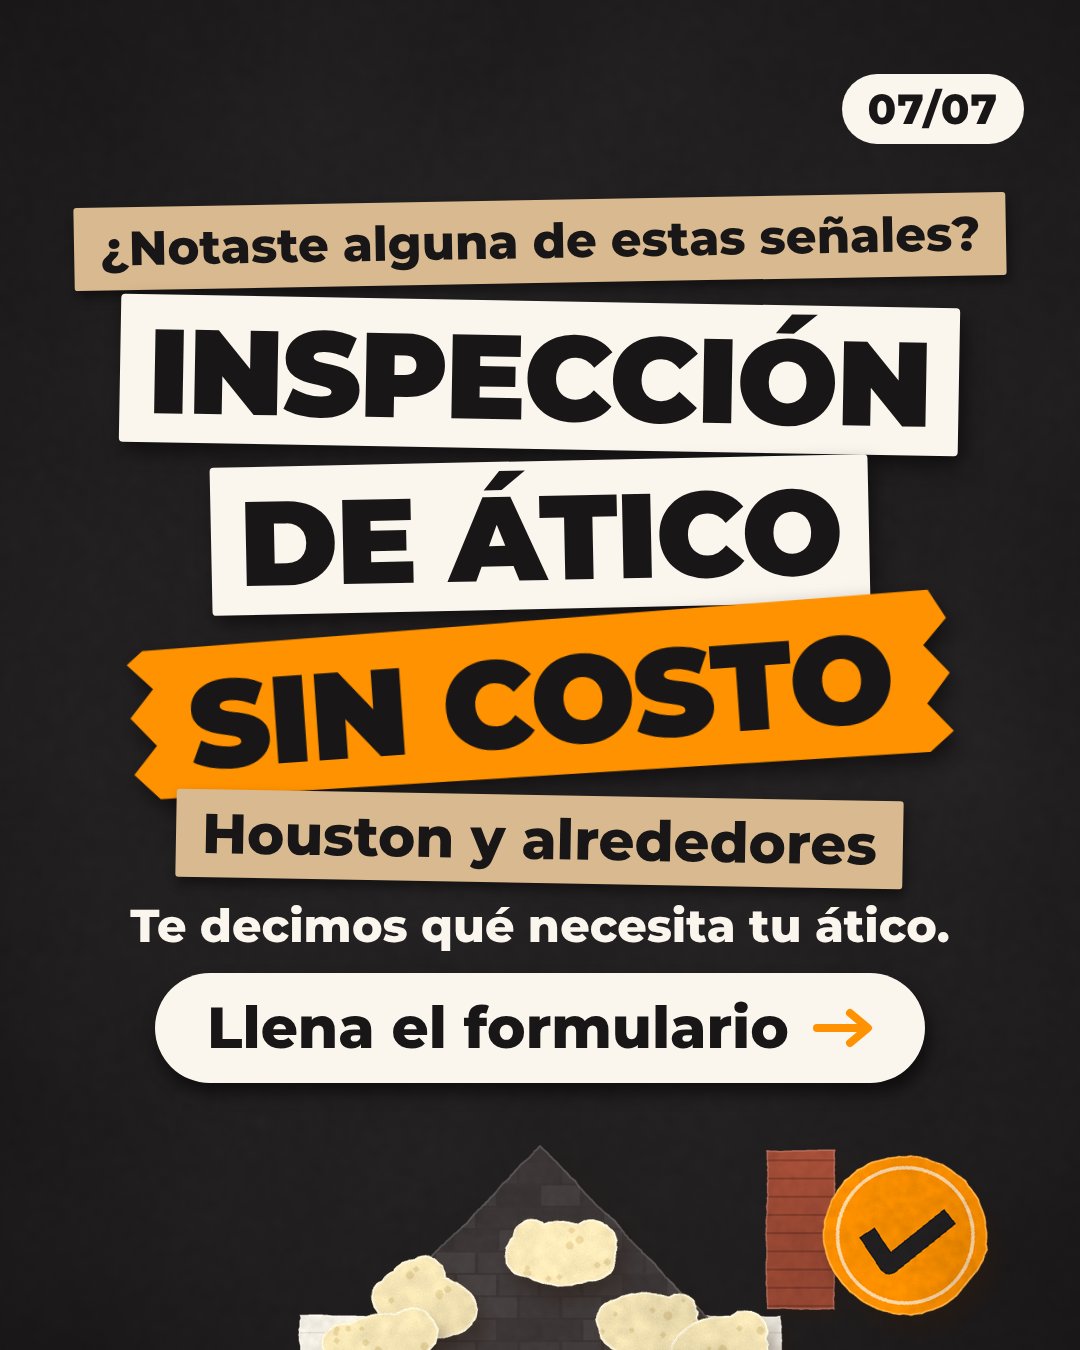 07/07
¿Notaste alguna de estas señales?
INSPECCIÓN
DE ÁTICO
SIN COSTO
Houston y alrededores
Te decimos qué necesita tu ático.
Llena el formulario →